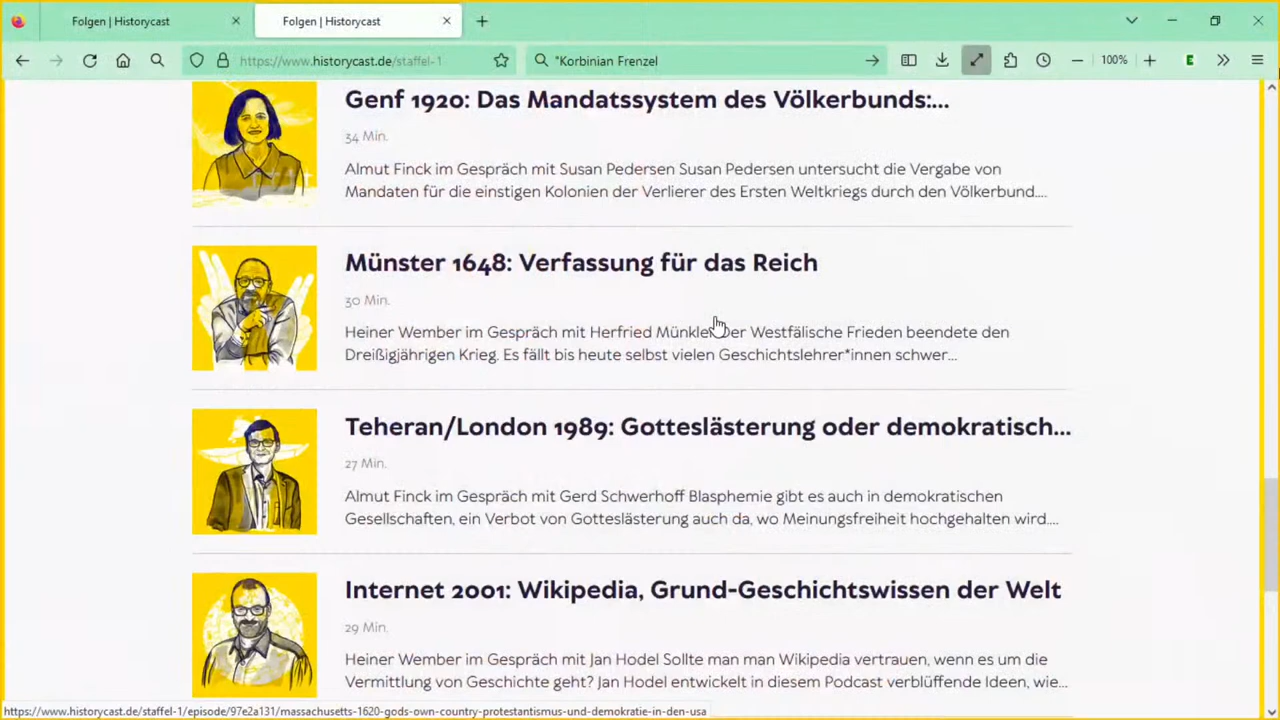 Folgen | Historycast
Folgen | Historycast
https://www.historycast.de/staffel-1
"Korbinian Frenzel
100%
E
Genf 1920: Das Mandatssystem des Völkerbunds:...
34 Min.
Almut Finck im Gespräch mit Susan Pedersen Susan Pedersen untersucht die Vergabe von
Mandaten für die einstigen Kolonien der Verlierer des Ersten Weltkriegs durch den Völkerbund....
Münster 1648: Verfassung für das Reich
30 Min.
Heiner Wember im Gespräch mit Herfried Münkler Der Westfälische Frieden beendete den
Dreißigjährigen Krieg. Es fällt bis heute selbst vielen Geschichtslehrer*innen schwer...
Teheran/London 1989: Gotteslästerung oder demokratisch...
27 Min.
Almut Finck im Gespräch mit Gerd Schwerhoff Blasphemie gibt es auch in demokratischen
Gesellschaften, ein Verbot von Gotteslästerung auch da, wo Meinungsfreiheit hochgehalten wird....
Internet 2001: Wikipedia, Grund-Geschichtswissen der Welt
29 Min.
Heiner Wember im Gespräch mit Jan Hodel Sollte man man Wikipedia vertrauen, wenn es um die
Vermittlung von Geschichte geht? Jan Hodel entwickelt in diesem Podcast verblüffende Ideen, wie...
https://www.historycast.de/staffel-1/episode/97e2a131/massachusetts-1620-gods-own-country-protestantismus-und-demokratie-in-den-usa